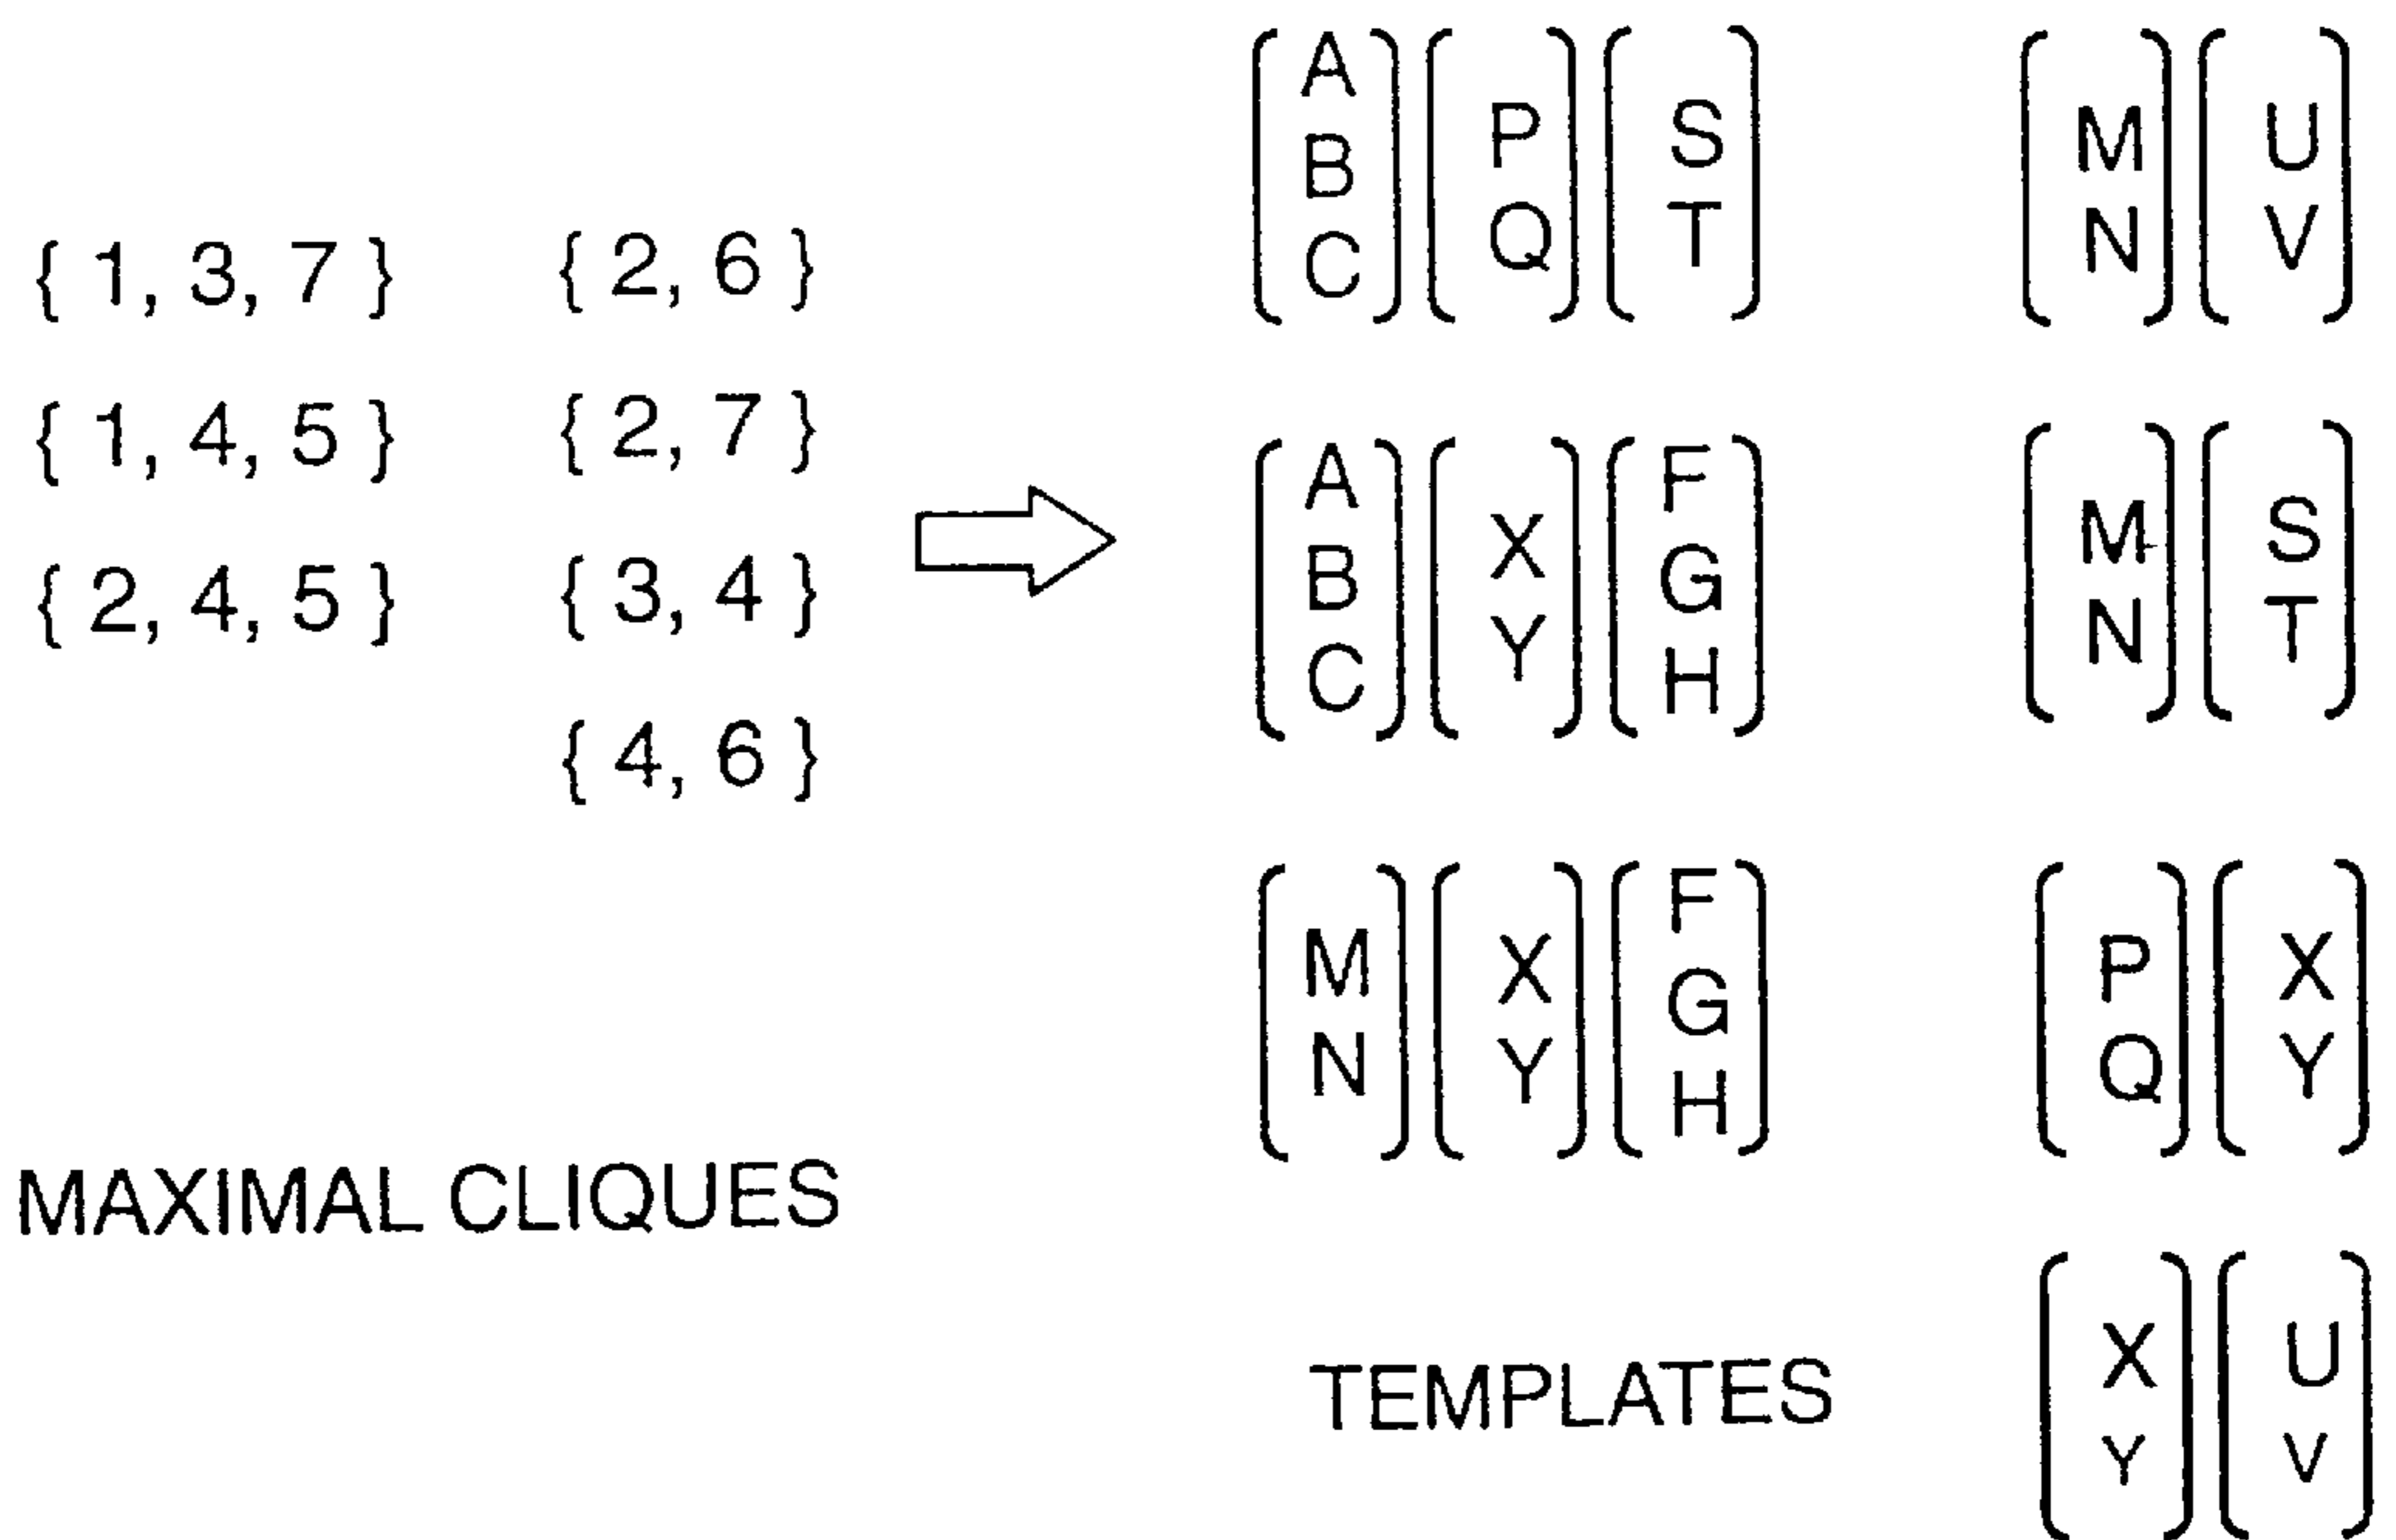 { 1, 3, 7 } { 2, 6 }
{ 1, 4, 5 } { 2, 7 }
{ 2, 4, 5 } { 3, 4 }
{ 4, 6 }
MAXIMAL CLIQUES
A
B P S
C Q T
M U
N V
A F
B X G
C Y H
M S
N T
F
M X G
N Y H
P X
Q Y
X U
Y V
TEMPLATES